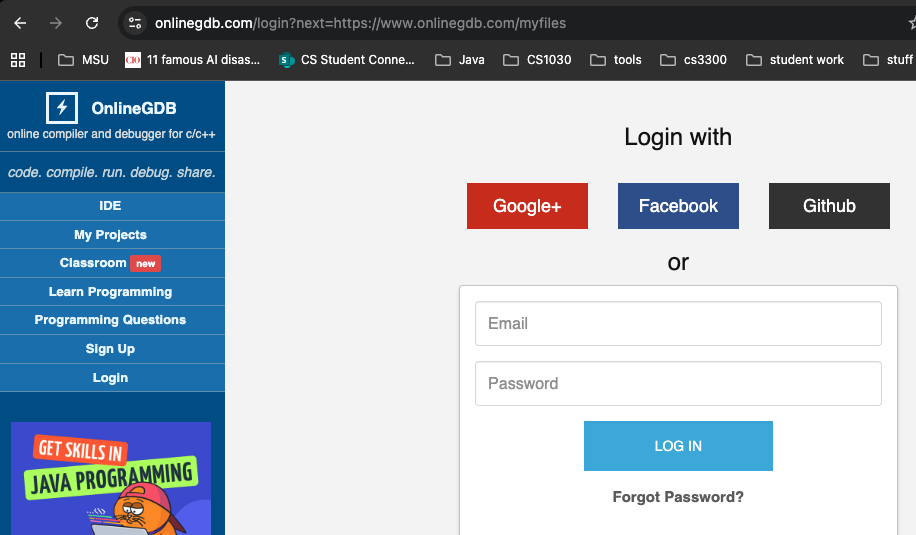 onlinegdb.com/login?next=https://www.onlinegdb.com/myfiles
MSU
CIO 11 famous AI disas...
S CS Student Conne...
Java
CS1030
tools
cs3300
student work
stuff
OnlineGDB
online compiler and debugger for c/c++
code. compile. run. debug. share.
IDE
My Projects
Classroom new
Learn Programming
Programming Questions
Sign Up
Login
GET SKILLS IN
JAVA PROGRAMMING
Login with
Google+ Facebook Github
or
Email
Password
LOG IN
Forgot Password?